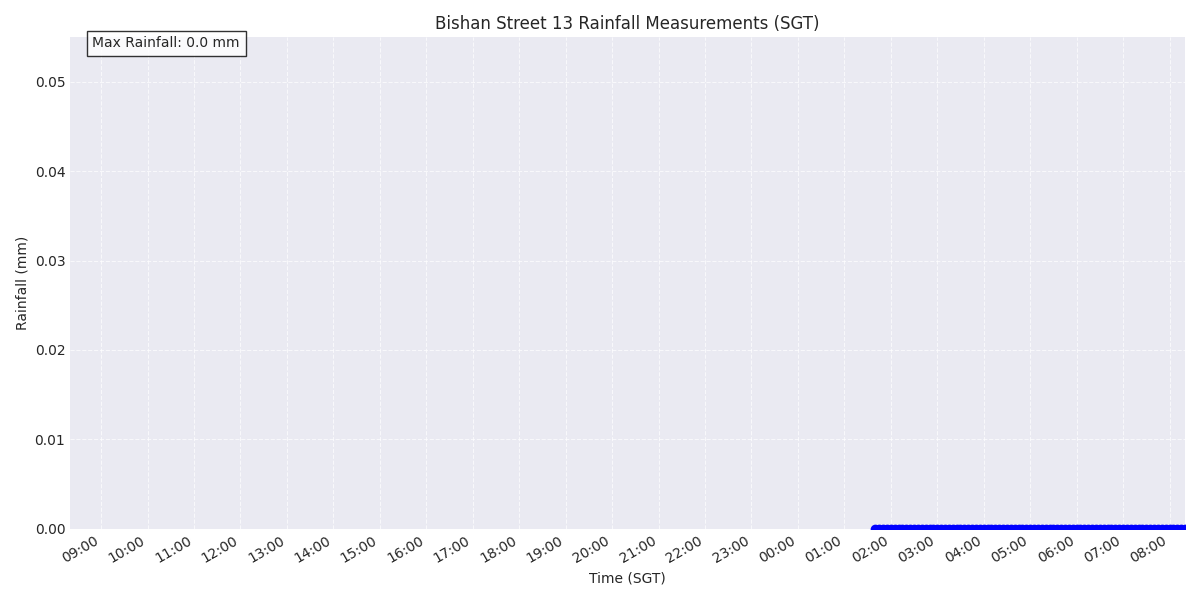 Bishan Street 13 Rainfall Measurements (SGT)
Max Rainfall: 0.0 mm
0.05
0.04
0.03
0.02
0.01
0.00
Rainfall (mm)
09:00 10:00 11:00 12:00 13:00 14:00 15:00 16:00 17:00 18:00 19:00 20:00 21:00 22:00 23:00 00:00 01:00 02:00 03:00 04:00 05:00 06:00 07:00 08:00
Time (SGT)